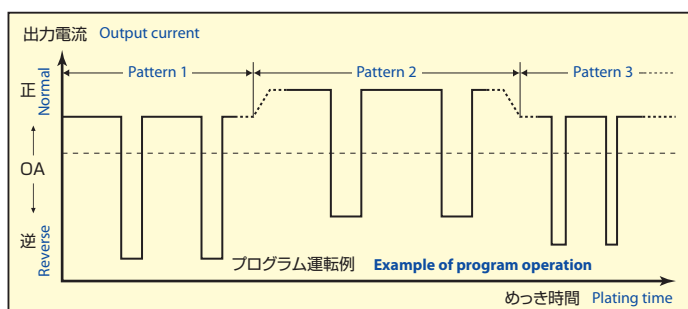 出力電流 Output current
Pattern 1 Pattern 2 Pattern 3
正 Normal
OA
逆 Reverse
プログラム運転例 Example of program operation
めっき時間 Plating time